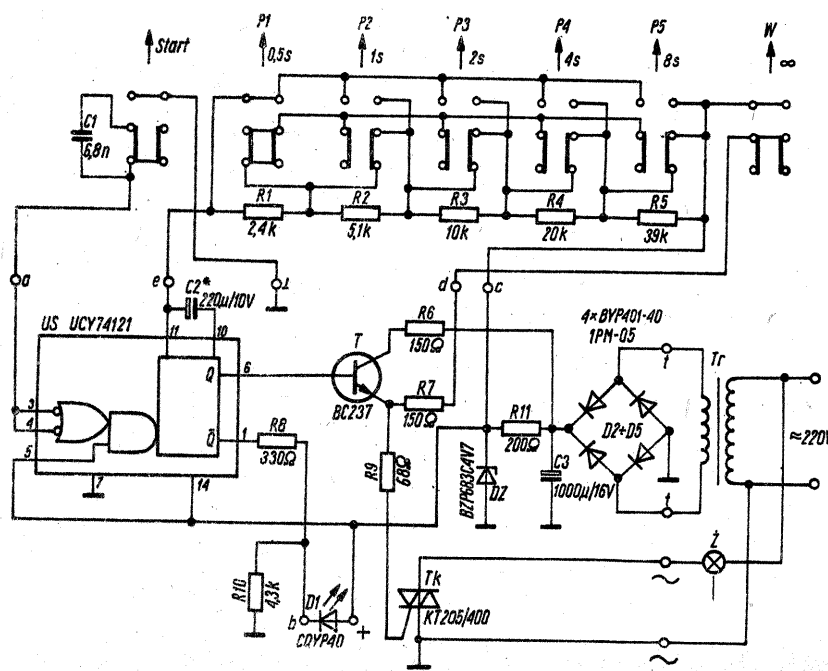 Start
P1
0,5s
P2
1s
P3
2s
P4
4s
P5
8s
W
∞
C1
6,8n
R1
2,4k
R2
5,1k
R3
10k
R4
20k
R5
39k
a
e
⊥
d
c
C2*
220µ/10V
US UCY74121
11
10
3
4
5
6
1
7
14
Q
Q̅
T
BC237
R6
150Ω
R7
150Ω
R8
330Ω
R9
68Ω
R10
4,3k
R11
200Ω
BZP683C4V7
DZ
C3
1000µ/16V
4×BYP401-40
1PM-05
D2÷D5
t
t
Tr
≈220V
b
D1
CQYP40
+
Tk
KT205/400
~
~
Ż